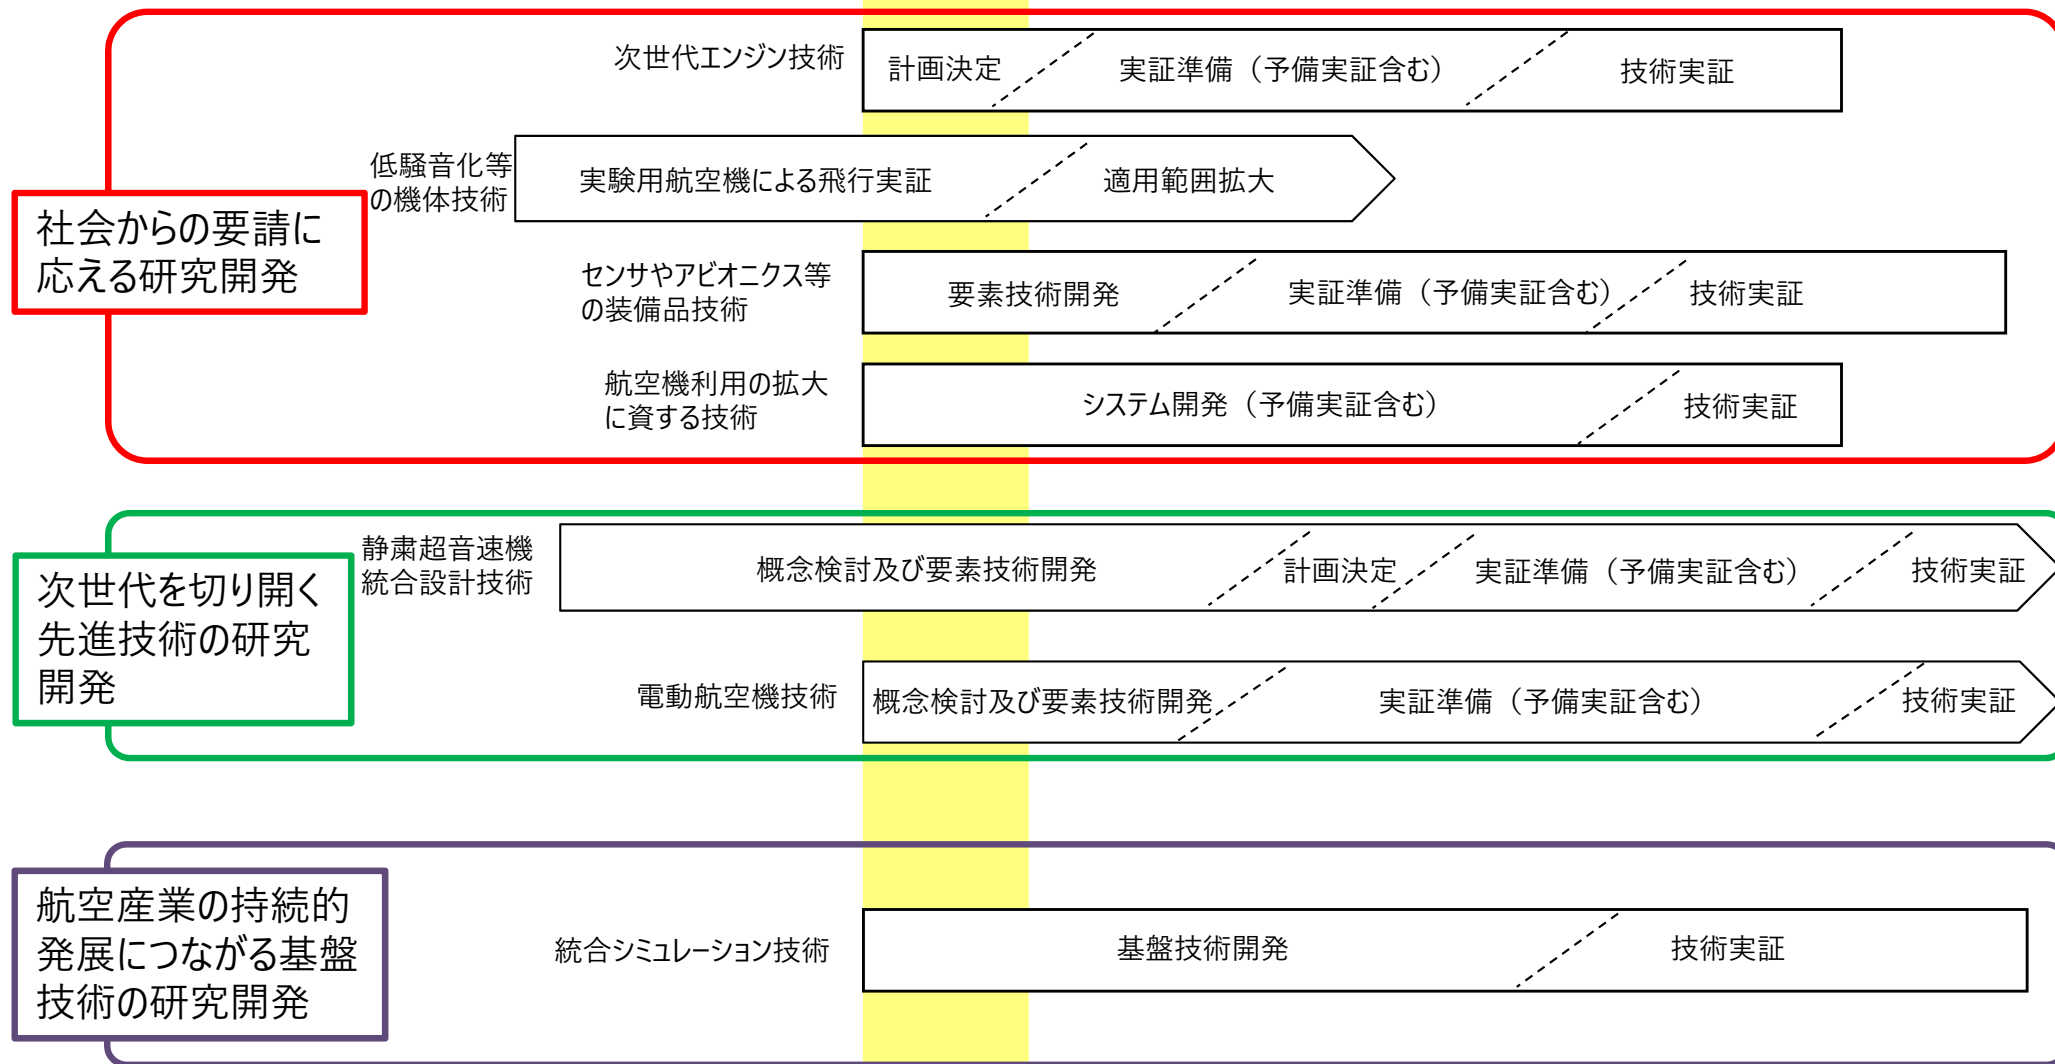 次世代エンジン技術
計画決定
実証準備（予備実証含む）
技術実証
低騒音化等
の機体技術
実験用航空機による飛行実証
適用範囲拡大
社会からの要請に
応える研究開発
センサやアビオニクス等
の装備品技術
要素技術開発
実証準備（予備実証含む）
技術実証
航空機利用の拡大
に資する技術
システム開発（予備実証含む）
技術実証
静粛超音速機
統合設計技術
概念検討及び要素技術開発
計画決定
実証準備（予備実証含む）
技術実証
次世代を切り開く
先進技術の研究
開発
電動航空機技術
概念検討及び要素技術開発
実証準備（予備実証含む）
技術実証
航空産業の持続的
発展につながる基盤
技術の研究開発
統合シミュレーション技術
基盤技術開発
技術実証